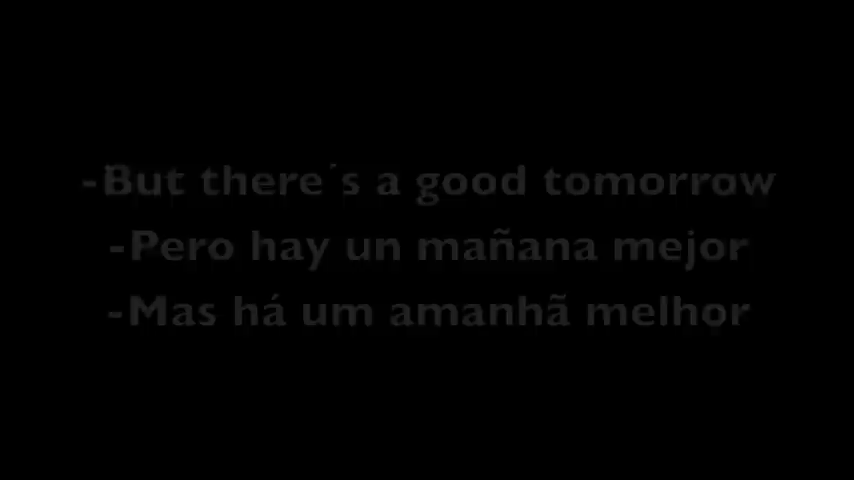 -But there´s a good tomorrow
-Pero hay un mañana mejor
-Mas há um amanhã melhor